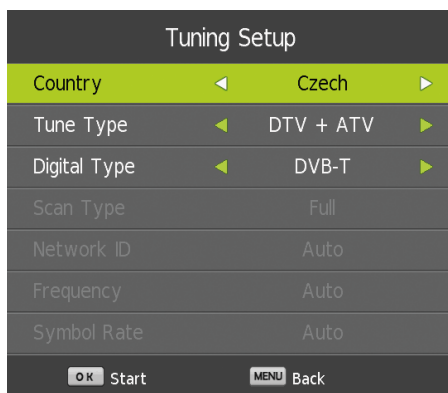 Tuning Setup
Country Czech
Tune Type DTV + ATV
Digital Type DVB-T
Scan Type Full
Network ID Auto
Frequency Auto
Symbol Rate Auto
OK Start MENU Back